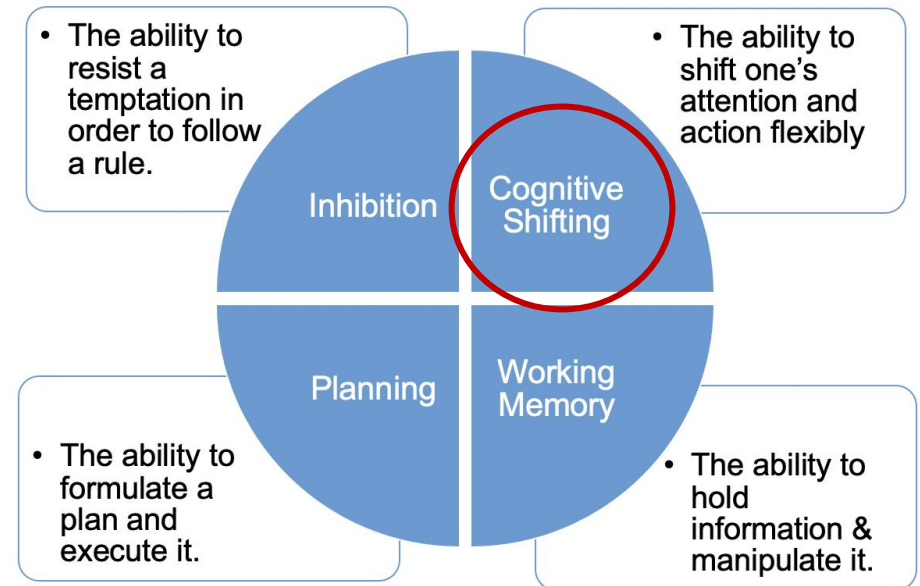 • The ability to
resist a
temptation in
order to follow
a rule.
• The ability to
shift one’s
attention and
action flexibly
Inhibition
Cognitive
Shifting
Planning
Working
Memory
• The ability to
formulate a
plan and
execute it.
• The ability to
hold
information &
manipulate it.